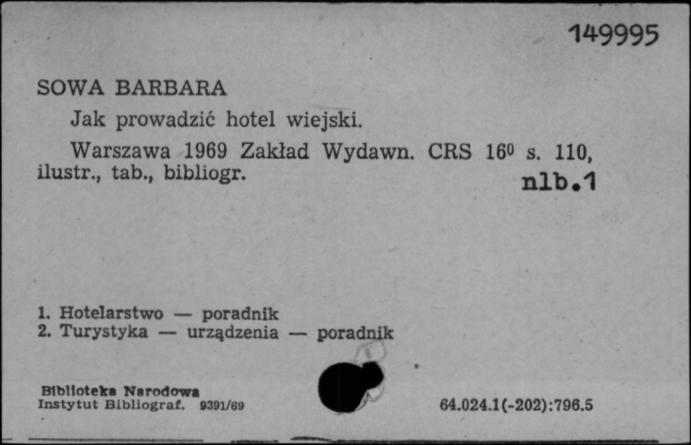 149995
SOWA BARBARA
Jak prowadzić hotel wiejski.
Warszawa 1969 Zakład Wydawn. CRS 16⁰ s. 110,
ilustr., tab., bibliogr.
nlb.1
1. Hotelarstwo — poradnik
2. Turystyka — urządzenia — poradnik
Biblioteka Narodowa
Instytut Bibliograf. 9391/69
64.024.1(-202):796.5